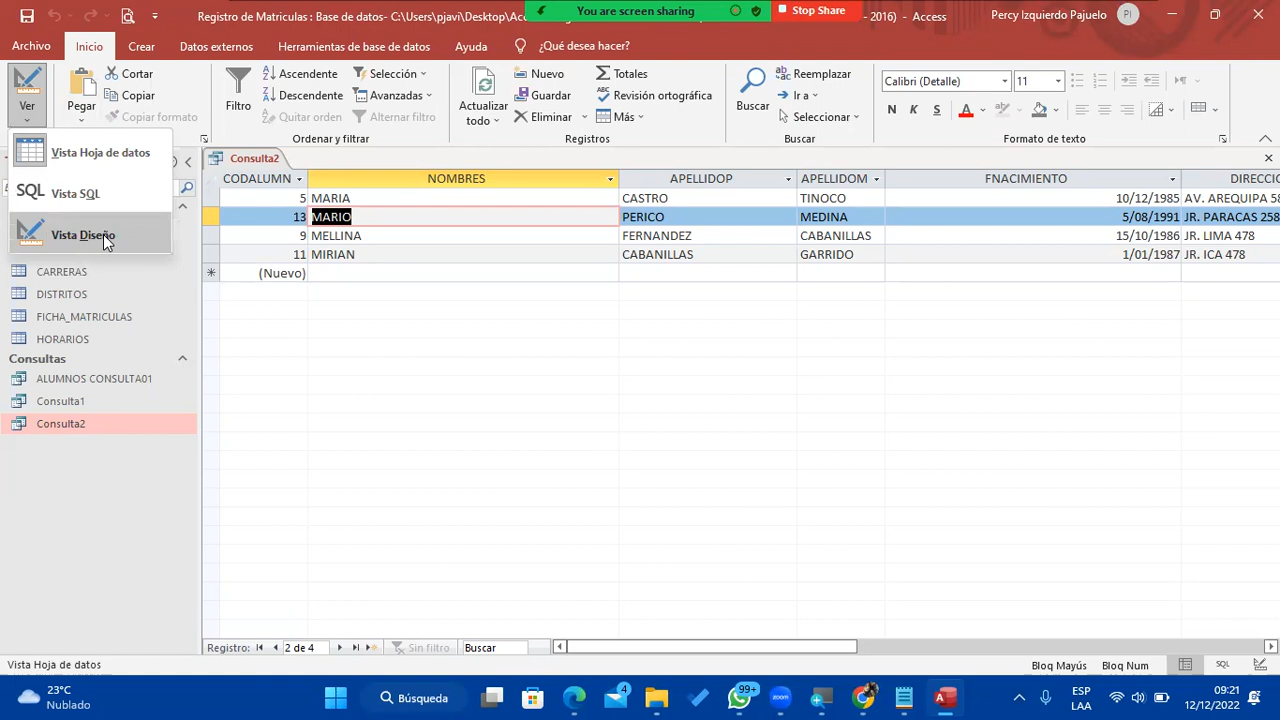 Registro de Matriculas : Base de datos- C:\Users\pjavi\Desktop\Acc
You are screen sharing
Stop Share
- 2016) - Access
Percy Izquierdo Pajuelo
PI
Archivo
Inicio
Crear
Datos externos
Herramientas de base de datos
Ayuda
¿Qué desea hacer?
Ver
Pegar
Cortar
Copiar
Copiar formato
Filtro
Ascendente
Descendente
Quitar orden
Selección
Avanzadas
Alternar filtro
Ordenar y filtrar
Actualizar
todo
Nuevo
Guardar
Eliminar
Totales
Revisión ortográfica
Más
Registros
Buscar
Reemplazar
Ir a
Seleccionar
Buscar
Calibri (Detalle)
11
N K S
Formato de texto
Vista Hoja de datos
SQL Vista SQL
Vista Diseño
CARRERAS
DISTRITOS
FICHA_MATRICULAS
HORARIOS
Consultas
ALUMNOS CONSULTA01
Consulta1
Consulta2
Consulta2
CODALUMN NOMBRES APELLIDOP APELLIDOM FNACIMIENTO DIRECCIO
5 MARIA CASTRO TINOCO 10/12/1985 AV. AREQUIPA 58
13 MARIO PERICO MEDINA 5/08/1991 JR. PARACAS 258
9 MELLINA FERNANDEZ CABANILLAS 15/10/1986 JR. LIMA 478
11 MIRIAN CABANILLAS GARRIDO 1/01/1987 JR. ICA 478
(Nuevo)
Registro: 2 de 4 Sin filtro Buscar
Vista Hoja de datos
Bloq Mayús
Bloq Num
SQL
23°C
Nublado
Búsqueda
4
99+
zoom
ESP
LAA
09:21
12/12/2022